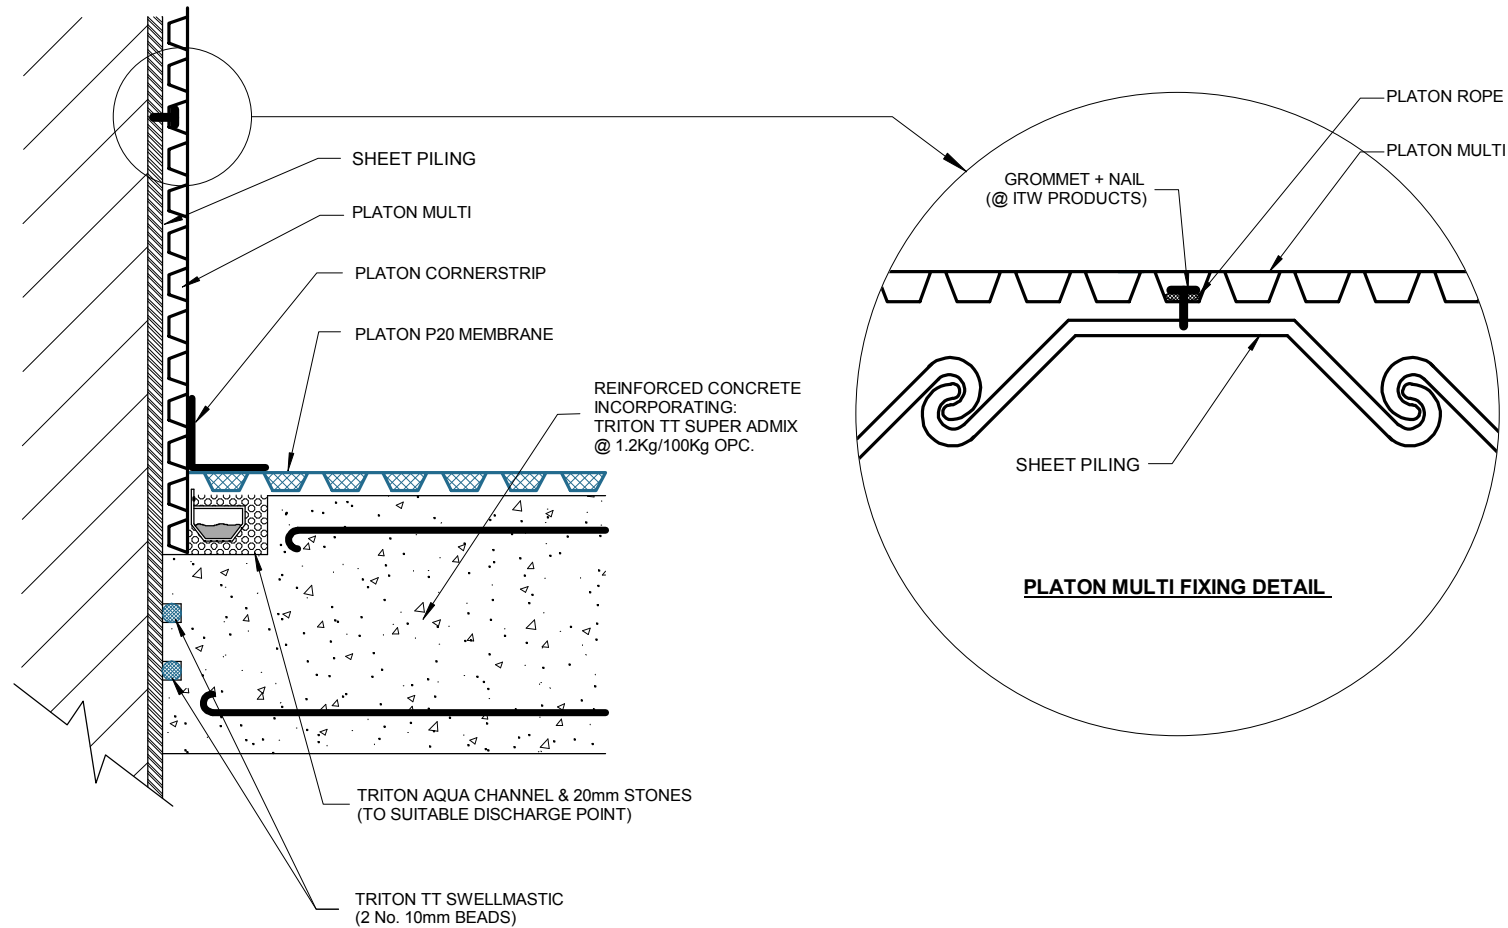 SHEET PILING
PLATON MULTI
PLATON CORNERSTRIP
PLATON P20 MEMBRANE
REINFORCED CONCRETE
INCORPORATING:
TRITON TT SUPER ADMIX
@ 1.2Kg/100Kg OPC.
TRITON AQUA CHANNEL & 20mm STONES
(TO SUITABLE DISCHARGE POINT)
TRITON TT SWELLMASTIC
(2 No. 10mm BEADS)
PLATON ROPE
PLATON MULTI
GROMMET + NAIL
(@ ITW PRODUCTS)
SHEET PILING
PLATON MULTI FIXING DETAIL